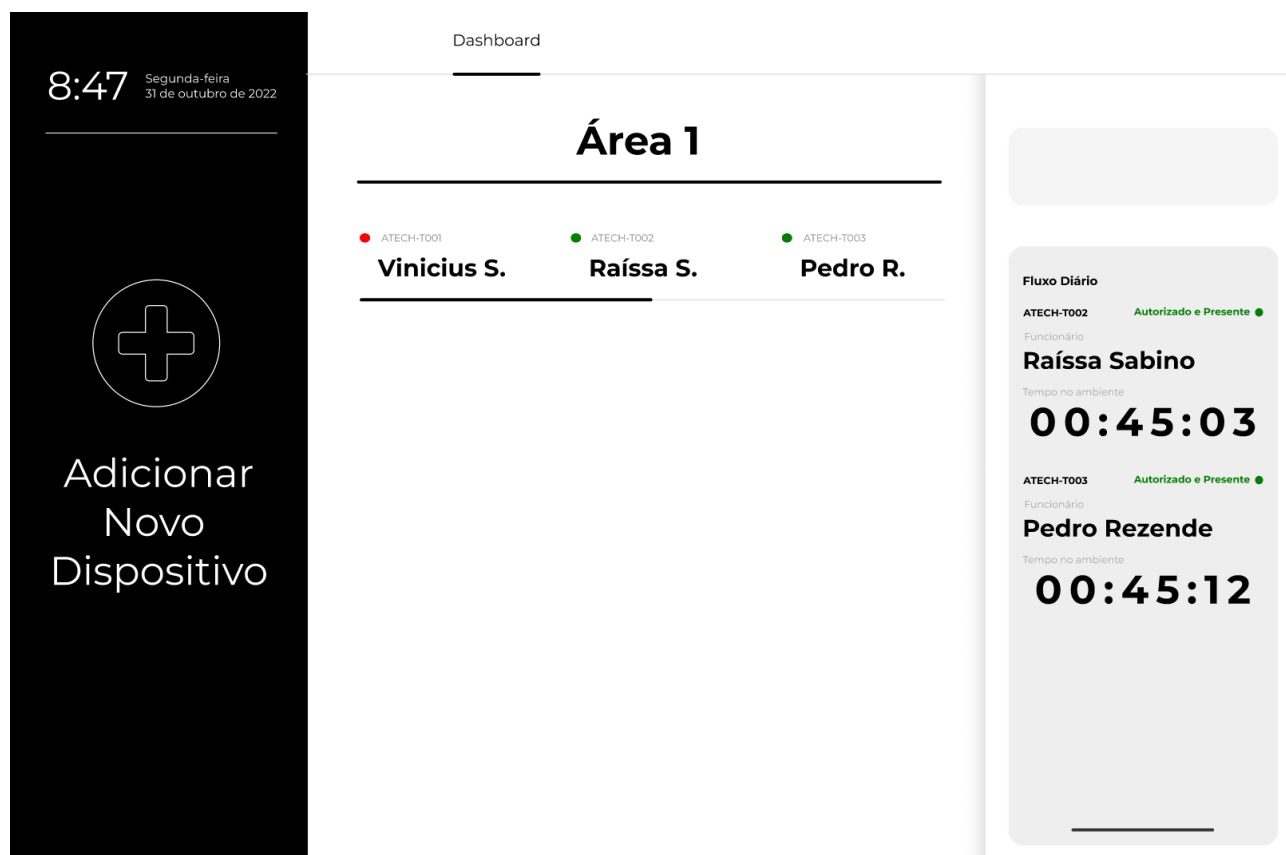 8:47
Segunda-feira
31 de outubro de 2022
Adicionar
Novo
Dispositivo
Dashboard
Área 1
ATECH-T001
Vinicius S.
ATECH-T002
Raíssa S.
ATECH-T003
Pedro R.
Fluxo Diário
ATECH-T002 Autorizado e Presente
Funcionário
Raíssa Sabino
Tempo no ambiente
00:45:03
ATECH-T003 Autorizado e Presente
Funcionário
Pedro Rezende
Tempo no ambiente
00:45:12